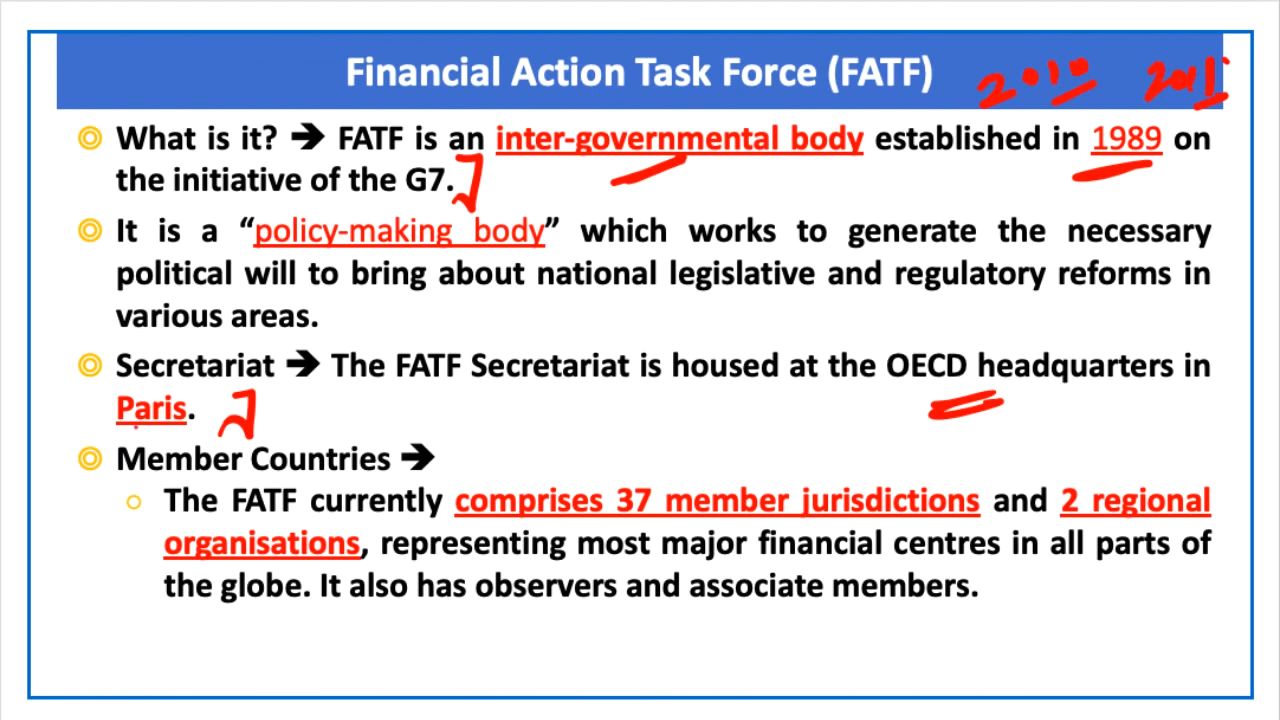 Financial Action Task Force (FATF) 2010 2011
What is it? ➔ FATF is an inter-governmental body established in 1989 on
the initiative of the G7.
It is a “policy-making body” which works to generate the necessary
political will to bring about national legislative and regulatory reforms in
various areas.
Secretariat ➔ The FATF Secretariat is housed at the OECD headquarters in
Paris.
Member Countries ➔
The FATF currently comprises 37 member jurisdictions and 2 regional
organisations, representing most major financial centres in all parts of
the globe. It also has observers and associate members.